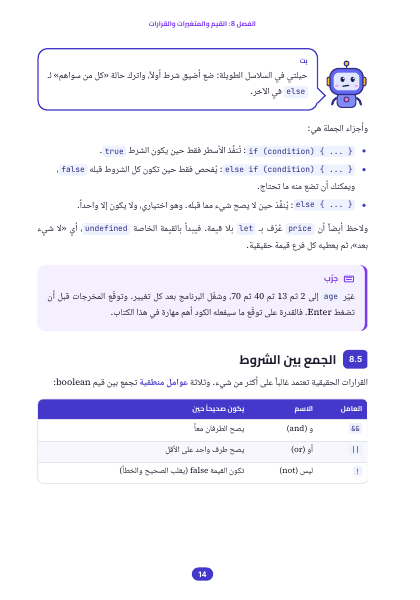 الفصل 8: القيم والمتغيرات والقرارات
بِت
حيلتي في السلاسل الطويلة: ضع أضيق شرط أولاً، واترك حالة «كل من سواهم» لـ
else في الآخر.
وأجزاء الجملة هي:
• if (condition) { ... } : تُنفَّذ الأسطر فقط حين يكون الشرط true.
• else if (condition) { ... } : يُفحص فقط حين تكون كل الشروط قبله false،
ويمكنك أن تضع منه ما تحتاج.
• else { ... } : يُنفَّذ حين لا يصح شيء مما قبله. وهو اختياري، ولا يكون إلا واحداً.
ولاحظ أيضاً أن price عُرّف بـ let بلا قيمة. فيبدأ بالقيمة الخاصة undefined، أي «لا شيء
بعد»، ثم يعطيه كل فرع قيمة حقيقية.
جرّب
غيّر age إلى 2 ثم 13 ثم 40 ثم 70، وشغّل البرنامج بعد كل تغيير. وتوقّع المخرجات قبل أن
تضغط Enter. فالقدرة على توقّع ما سيفعله الكود أهم مهارة في هذا الكتاب.
8.5 الجمع بين الشروط
القرارات الحقيقية تعتمد غالباً على أكثر من شيء. وثلاثة عوامل منطقية تجمع بين قيم boolean:
العامل الاسم يكون صحيحاً حين
&& و (and) يصح الطرفان معاً
|| أو (or) يصح طرف واحد على الأقل
! ليس (not) تكون القيمة false (يقلب الصحيح والخطأ)
14